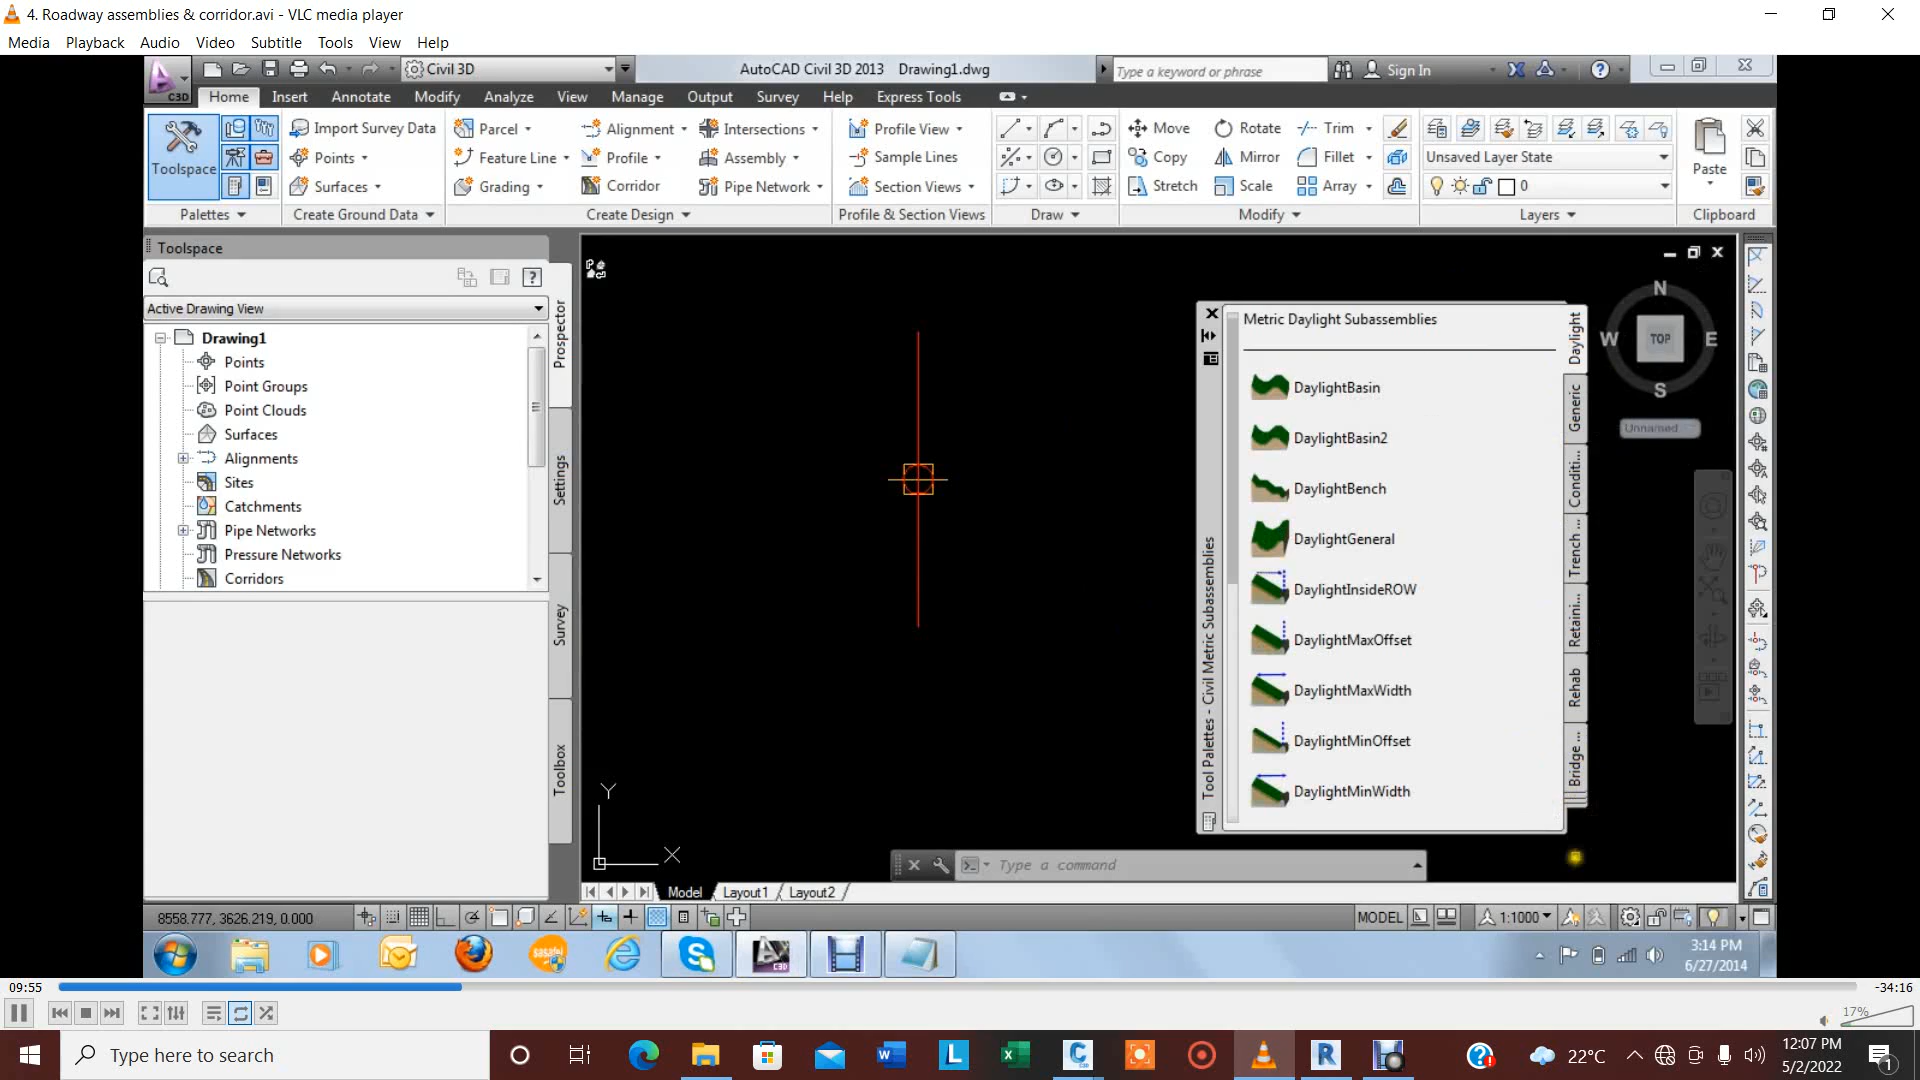 4. Roadway assemblies & corridor.avi - VLC media player
Media Playback Audio Video Subtitle Tools View Help
C3D
Civil 3D
AutoCAD Civil 3D 2013 Drawing1.dwg
Type a keyword or phrase
Sign In
Home Insert Annotate Modify Analyze View Manage Output Survey Help Express Tools
Toolspace
Import Survey Data
Points
Surfaces
Parcel
Feature Line
Grading
Alignment
Profile
Corridor
Intersections
Assembly
Pipe Network
Profile View
Sample Lines
Section Views
Move
Copy
Stretch
Rotate
Mirror
Scale
Trim
Fillet
Array
Unsaved Layer State
0
Paste
Palettes
Create Ground Data
Create Design
Profile & Section Views
Draw
Modify
Layers
Clipboard
Toolspace
Active Drawing View
Drawing1
Points
Point Groups
Point Clouds
Surfaces
Alignments
Sites
Catchments
Pipe Networks
Pressure Networks
Corridors
Prospector
Settings
Survey
Toolbox
Metric Daylight Subassemblies
DaylightBasin
DaylightBasin2
DaylightBench
DaylightGeneral
DaylightInsideROW
DaylightMaxOffset
DaylightMaxWidth
DaylightMinOffset
DaylightMinWidth
Tool Palettes - Civil Metric Subassemblies
Daylight
Generic
Conditi...
Trench ...
Retaini...
Rehab
Bridge ...
N
W TOP E
S
Unnamed
Y
X
Type a command
Model Layout1 Layout2
8558.777, 3626.219, 0.000
MODEL
1:1000
sasafel
C3D
3:14 PM
6/27/2014
09:55
-34:16
17%
Type here to search
22°C
12:07 PM
5/2/2022
1